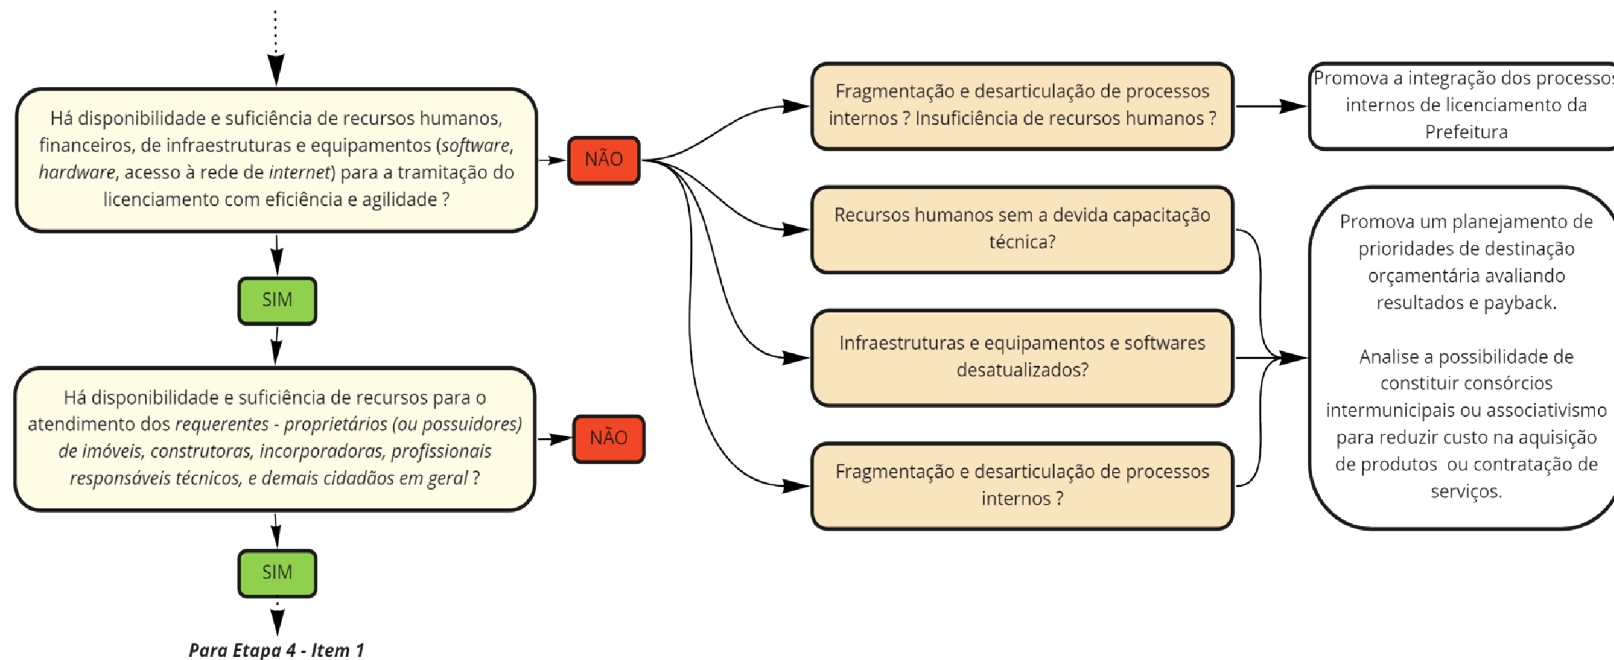 Há disponibilidade e suficiência de recursos humanos,
financeiros, de infraestruturas e equipamentos (software,
hardware, acesso à rede de internet) para a tramitação do
licenciamento com eficiência e agilidade ?
NÃO
SIM
Há disponibilidade e suficiência de recursos para o
atendimento dos requerentes - proprietários (ou possuidores)
de imóveis, construtoras, incorporadoras, profissionais
responsáveis técnicos, e demais cidadãos em geral ?
NÃO
SIM
Para Etapa 4 - Item 1
Fragmentação e desarticulação de processos
internos ? Insuficiência de recursos humanos ?
Recursos humanos sem a devida capacitação
técnica?
Infraestruturas e equipamentos e softwares
desatualizados?
Fragmentação e desarticulação de processos
internos ?
Promova a integração dos processos
internos de licenciamento da
Prefeitura
Promova um planejamento de
prioridades de destinação
orçamentária avaliando
resultados e payback.
Analise a possibilidade de
constituir consórcios
intermunicipais ou associativismo
para reduzir custo na aquisição
de produtos ou contratação de
serviços.